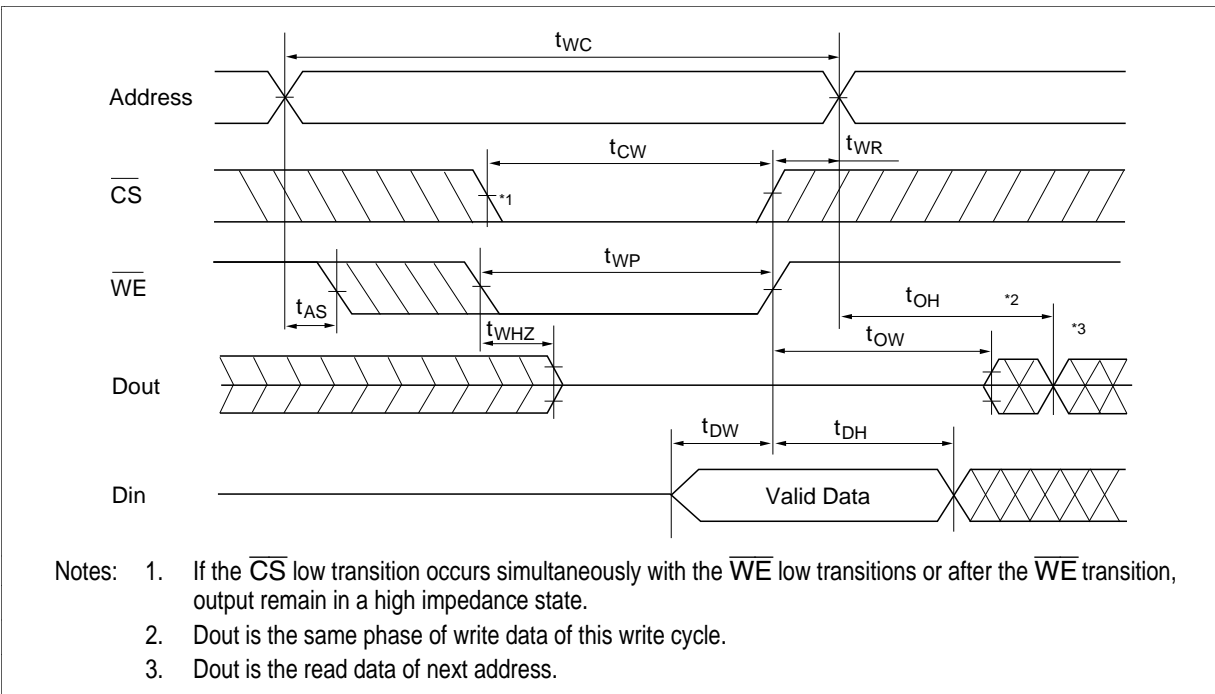 tWC
Address
tCW
tWR
CS
*1
tWP
WE
tAS
tOH *2
*3
tWHZ
tOW
Dout
tDW
tDH
Din
Valid Data
Notes: 1. If the CS low transition occurs simultaneously with the WE low transitions or after the WE transition,
output remain in a high impedance state.
2. Dout is the same phase of write data of this write cycle.
3. Dout is the read data of next address.